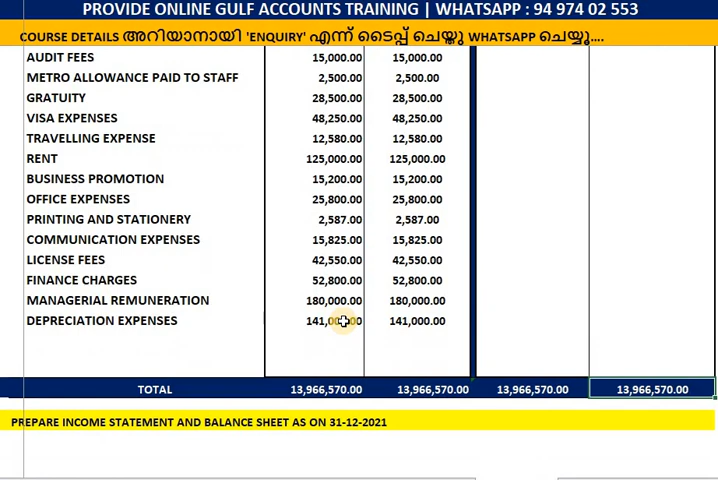 PROVIDE ONLINE GULF ACCOUNTS TRAINING | WHATSAPP : 94 974 02 553
COURSE DETAILS അറിയാനായി 'ENQUIRY' എന്ന് ടൈപ്പ് ചെയ്തു WHATSAPP ചെയ്യൂ....
AUDIT FEES 15,000.00 15,000.00
METRO ALLOWANCE PAID TO STAFF 2,500.00 2,500.00
GRATUITY 28,500.00 28,500.00
VISA EXPENSES 48,250.00 48,250.00
TRAVELLING EXPENSE 12,580.00 12,580.00
RENT 125,000.00 125,000.00
BUSINESS PROMOTION 15,200.00 15,200.00
OFFICE EXPENSES 25,800.00 25,800.00
PRINTING AND STATIONERY 2,587.00 2,587.00
COMMUNICATION EXPENSES 15,825.00 15,825.00
LICENSE FEES 42,550.00 42,550.00
FINANCE CHARGES 52,800.00 52,800.00
MANAGERIAL REMUNERATION 180,000.00 180,000.00
DEPRECIATION EXPENSES 141,000.00 141,000.00
TOTAL 13,966,570.00 13,966,570.00 13,966,570.00 13,966,570.00
PREPARE INCOME STATEMENT AND BALANCE SHEET AS ON 31-12-2021